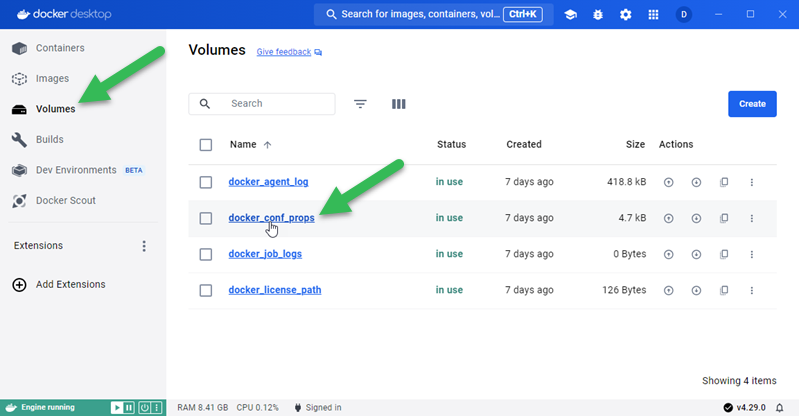 docker desktop
Search for images, containers, vol... Ctrl+K
D
Containers
Images
Volumes
Builds
Dev Environments BETA
Docker Scout
Extensions
Add Extensions
Volumes Give feedback
Search
Create
Name Status Created Size Actions
docker_agent_log in use 7 days ago 418.8 kB
docker_conf_props in use 7 days ago 4.7 kB
docker_job_logs in use 7 days ago 0 Bytes
docker_license_path in use 7 days ago 126 Bytes
Showing 4 items
Engine running RAM 8.41 GB CPU 0.12% Signed in v4.29.0